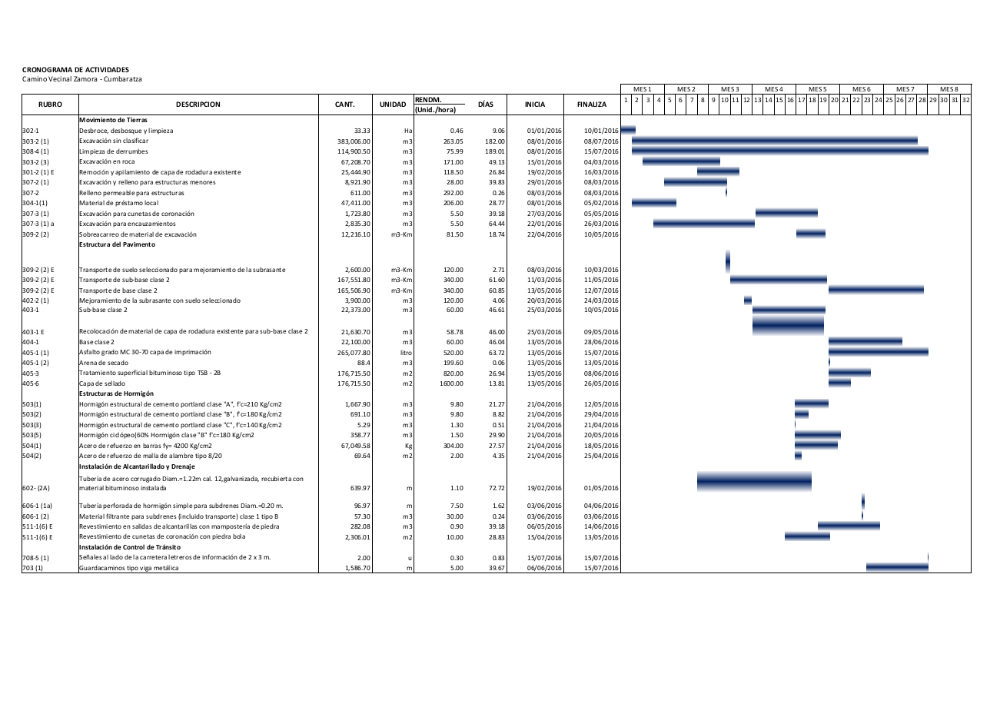 CRONOGRAMA DE ACTIVIDADES
Camino Vecinal Zamora - Cumbaratza
MES 1 MES 2 MES 3 MES 4 MES 5 MES 6 MES 7 MES 8
RUBRO DESCRIPCION CANT. UNIDAD RENDM. (Unid./hora) DÍAS INICIA FINALIZA 1 2 3 4 5 6 7 8 9 10 11 12 13 14 15 16 17 18 19 20 21 22 23 24 25 26 27 28 29 30 31 32
Movimiento de Tierras
302-1 Desbroce, desbosque y limpieza 33.33 Ha 0.46 9.06 01/01/2016 10/01/2016
303-2 (1) Excavación sin clasificar 383,006.00 m3 263.05 182.00 08/01/2016 08/07/2016
308-4 (1) Limpieza de derrumbes 114,900.50 m3 75.99 189.01 08/01/2016 15/07/2016
303-2 (3) Excavación en roca 67,208.70 m3 171.00 49.13 15/01/2016 04/03/2016
301-2 (1) E Remoción y apilamiento de capa de rodadura existente 25,444.90 m3 118.50 26.84 19/02/2016 16/03/2016
307-2 (1) Excavación y relleno para estructuras menores 8,921.90 m3 28.00 39.83 29/01/2016 08/03/2016
307-2 Relleno permeable para estructuras 611.00 m3 292.00 0.26 08/03/2016 08/03/2016
304-1(1) Material de préstamo local 47,411.00 m3 206.00 28.77 08/01/2016 05/02/2016
307-3 (1) Excavación para cunetas de coronación 1,723.80 m3 5.50 39.18 27/03/2016 05/05/2016
307-3 (1) a Excavación para encauzamientos 2,835.30 m3 5.50 64.44 22/01/2016 26/03/2016
309-2 (2) Sobreacarreo de material de excavación 12,216.10 m3-Km 81.50 18.74 22/04/2016 10/05/2016
Estructura del Pavimento
309-2 (2) E Transporte de suelo seleccionado para mejoramiento de la subrasante 2,600.00 m3-Km 120.00 2.71 08/03/2016 10/03/2016
309-2 (2) E Transporte de sub-base clase 2 167,551.80 m3-Km 340.00 61.60 11/03/2016 11/05/2016
309-2 (2) E Transporte de base clase 2 165,506.90 m3-Km 340.00 60.85 13/05/2016 12/07/2016
402-2 (1) Mejoramiento de la subrasante con suelo seleccionado 3,900.00 m3 120.00 4.06 20/03/2016 24/03/2016
403-1 Sub-base clase 2 22,373.00 m3 60.00 46.61 25/03/2016 10/05/2016
403-1 E Recolocación de material de capa de rodadura existente para sub-base clase 2 21,630.70 m3 58.78 46.00 25/03/2016 09/05/2016
404-1 Base clase 2 22,100.00 m3 60.00 46.04 13/05/2016 28/06/2016
405-1 (1) Asfalto grado MC 30-70 capa de imprimación 265,077.80 litro 520.00 63.72 13/05/2016 15/07/2016
405-1 (2) Arena de secado 88.4 m3 199.60 0.06 13/05/2016 13/05/2016
405-3 Tratamiento superficial bituminoso tipo TSB - 2B 176,715.50 m2 820.00 26.94 13/05/2016 08/06/2016
405-6 Capa de sellado 176,715.50 m2 1600.00 13.81 13/05/2016 26/05/2016
Estructuras de Hormigón
503(1) Hormigón estructural de cemento portland clase "A", f'c=210 Kg/cm2 1,667.90 m3 9.80 21.27 21/04/2016 12/05/2016
503(2) Hormigón estructural de cemento portland clase "B", f'c=180 Kg/cm2 691.10 m3 9.80 8.82 21/04/2016 29/04/2016
503(3) Hormigón estructural de cemento portland clase "C", f'c=140 Kg/cm2 5.29 m3 1.30 0.51 21/04/2016 21/04/2016
503(5) Hormigón ciclópeo(60% Hormigón clase "B" f'c=180 Kg/cm2 358.77 m3 1.50 29.90 21/04/2016 20/05/2016
504(1) Acero de refuerzo en barras fy= 4200 Kg/cm2 67,049.58 Kg 304.00 27.57 21/04/2016 18/05/2016
504(2) Acero de refuerzo de malla de alambre tipo 8/20 69.64 m2 2.00 4.35 21/04/2016 25/04/2016
Instalación de Alcantarillado y Drenaje
Tubería de acero corrugado Diam.=1.22m cal. 12,galvanizada, recubierta con
602- (2A) material bituminoso instalada 639.97 m 1.10 72.72 19/02/2016 01/05/2016
606-1 (1a) Tubería perforada de hormigón simple para subdrenes Diam.=0.20 m. 96.97 m 7.50 1.62 03/06/2016 04/06/2016
606-1 (2) Material filtrante para subdrenes (incluido transporte) clase 1 tipo B 57.30 m3 30.00 0.24 03/06/2016 03/06/2016
511-1(6) E Revestimiento en salidas de alcantarillas con mampostería de piedra 282.08 m3 0.90 39.18 06/05/2016 14/06/2016
511-1(6) E Revestimiento de cunetas de coronación con piedra bola 2,306.01 m2 10.00 28.83 15/04/2016 13/05/2016
Instalación de Control de Tránsito
708-5 (1) Señales al lado de la carretera letreros de información de 2 x 3 m. 2.00 u 0.30 0.83 15/07/2016 15/07/2016
703 (1) Guardacaminos tipo viga metálica 1,586.70 m 5.00 39.67 06/06/2016 15/07/2016